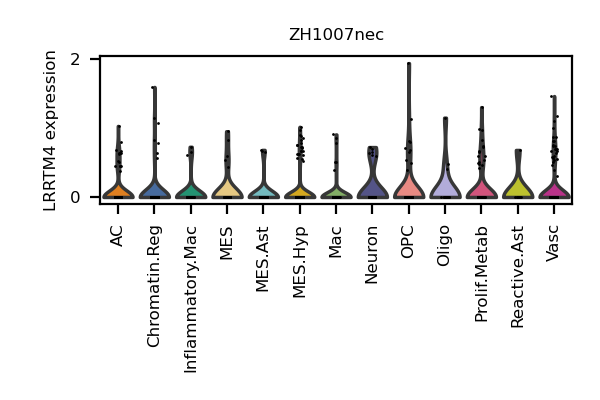 ZH1007nec
LRRTM4 expression
2
0
AC
Chromatin.Reg
Inflammatory.Mac
MES
MES.Ast
MES.Hyp
Mac
Neuron
OPC
Oligo
Prolif.Metab
Reactive.Ast
Vasc